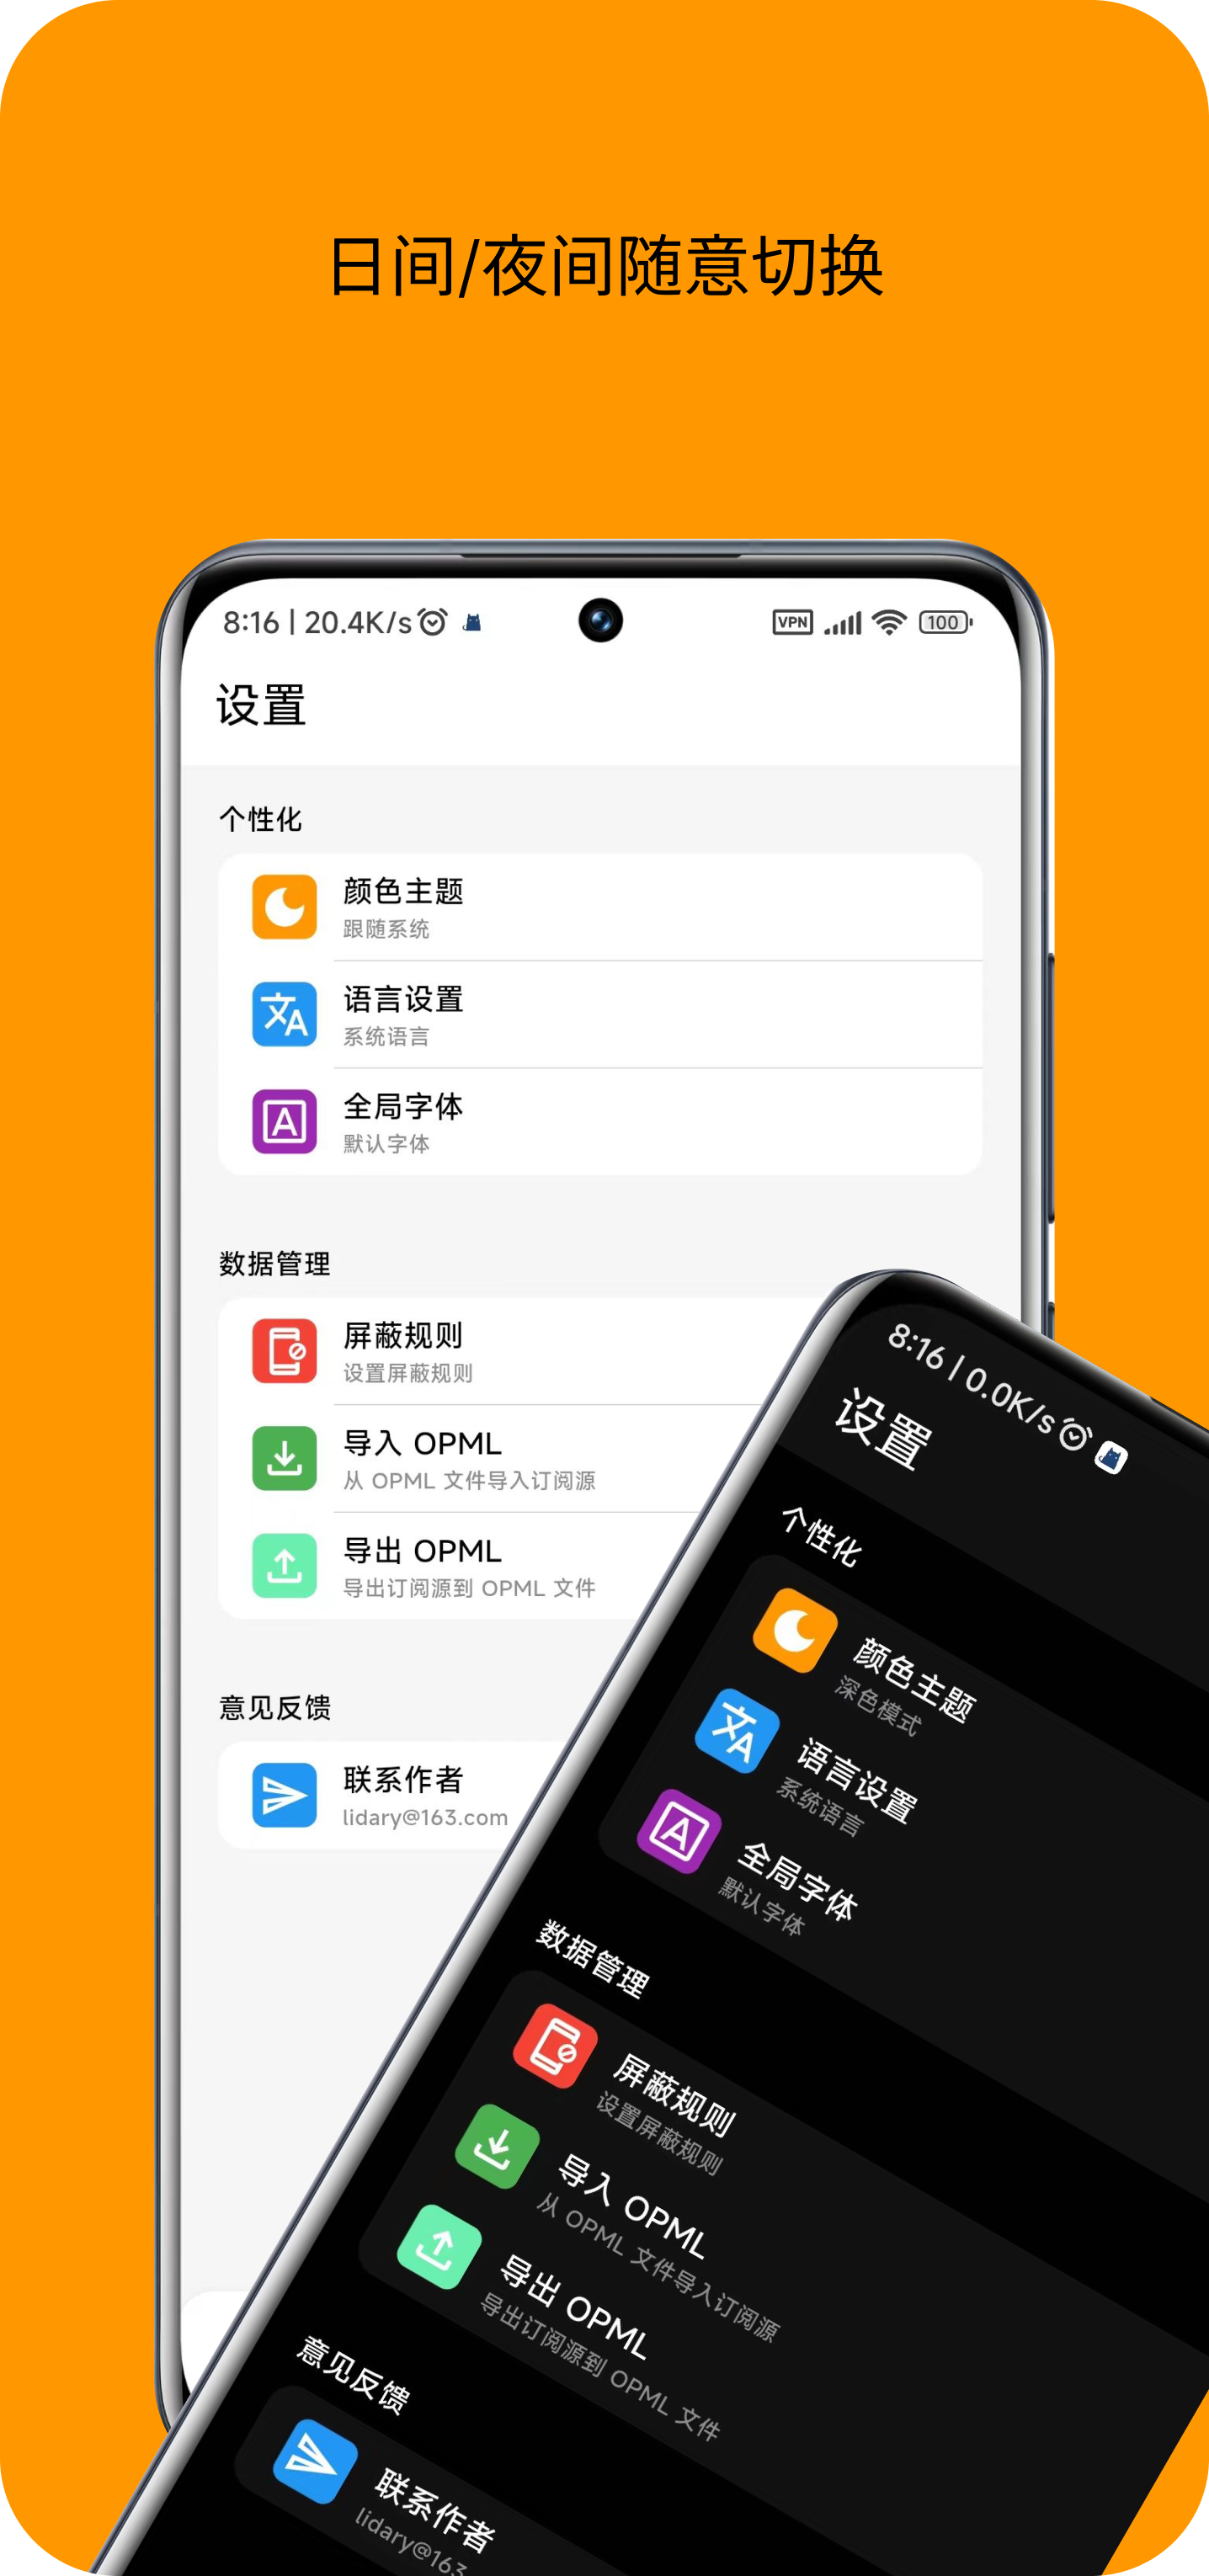 日间/夜间随意切换
8:16 | 20.4K/s
VPN
100
设置
个性化
颜色主题
跟随系统
语言设置
系统语言
全局字体
默认字体
数据管理
屏蔽规则
设置屏蔽规则
导入 OPML
从 OPML 文件导入订阅源
导出 OPML
导出订阅源到 OPML 文件
意见反馈
联系作者
lidary@163.com
8:16 | 0.0K/s
设置
个性化
颜色主题
深色模式
语言设置
系统语言
全局字体
默认字体
数据管理
屏蔽规则
设置屏蔽规则
导入 OPML
从 OPML 文件导入订阅源
导出 OPML
导出订阅源到 OPML 文件
意见反馈
联系作者
lidary@163